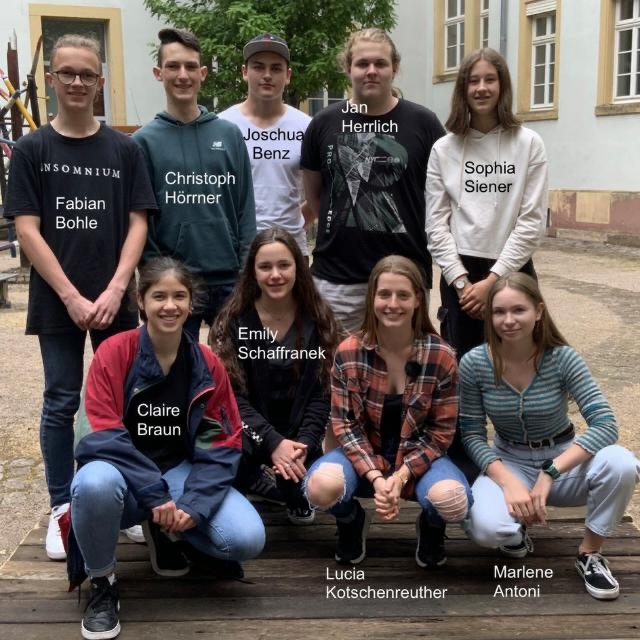 Jan
Herrlich
Joschua
Benz
INSOMNIUM
Christoph
Hörrner
Sophia
Siener
Fabian
Bohle
Emily
Schaffranek
Claire
Braun
Lucia
Kotschenreuther
Marlene
Antoni